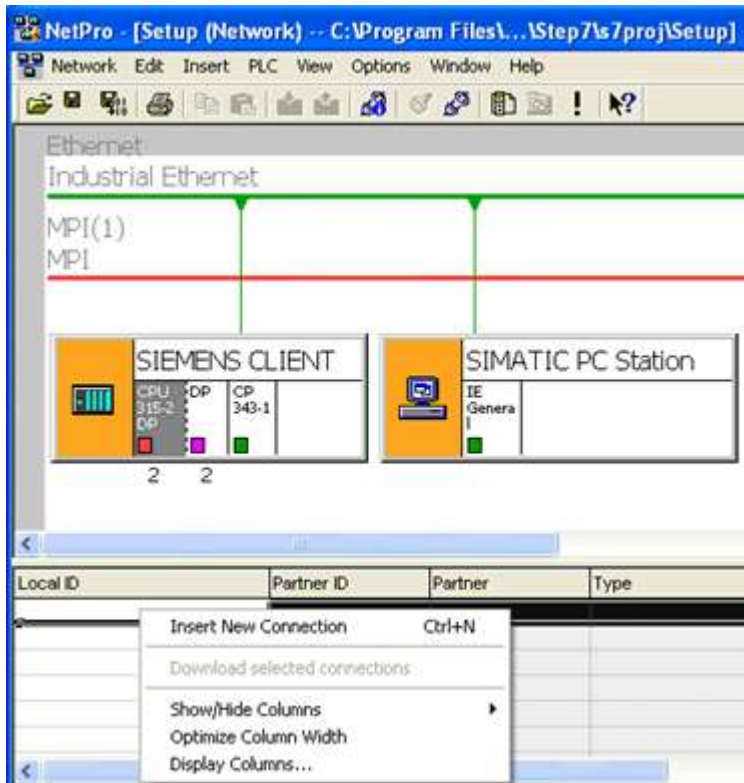 NetPro - [Setup (Network) -- C:\Program Files\...\Step7\s7proj\Setup]
Network Edit Insert PLC View Options Window Help
Ethernet
Industrial Ethernet
MPI(1)
MPI
SIEMENS CLIENT
CPU
315-2
DP
DP
CP
343-1
2 2
SIMATIC PC Station
IE
Genera
l
Local ID Partner ID Partner Type
Insert New Connection Ctrl+N
Download selected connections
Show/Hide Columns
Optimize Column Width
Display Columns...